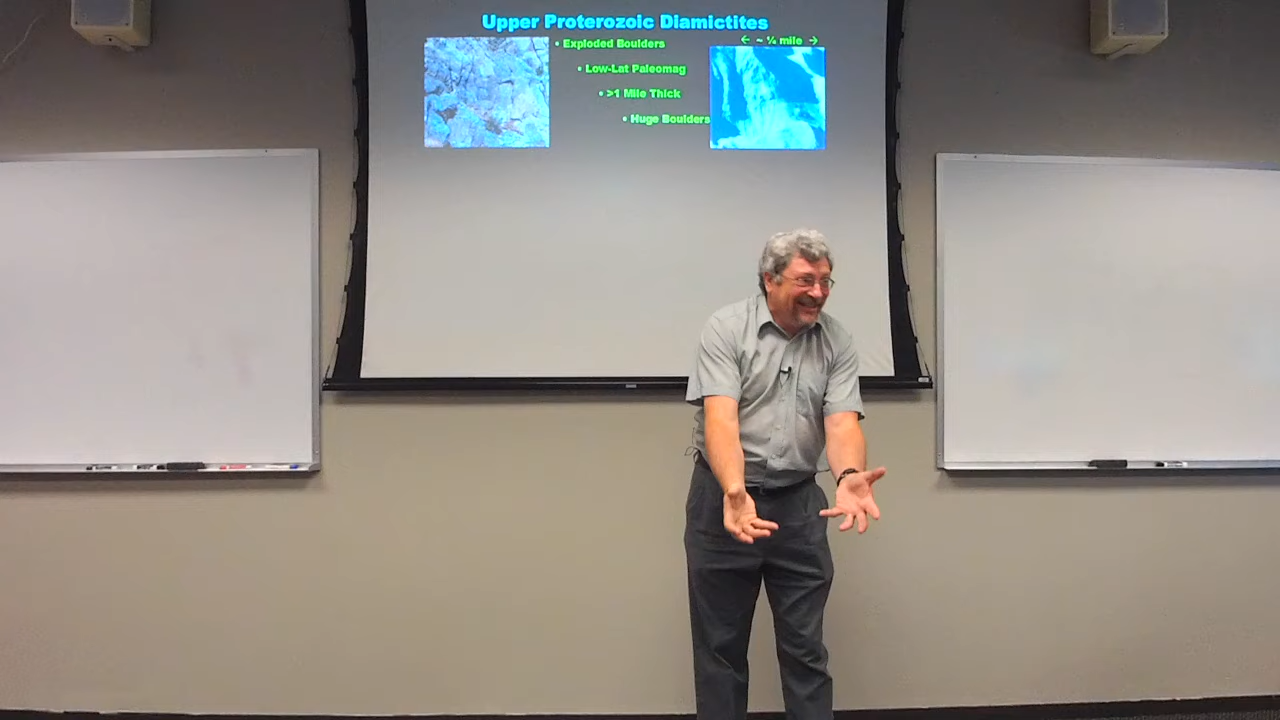 Upper Proterozoic Diamictites
• Exploded Boulders
← ~ ¼ mile →
• Low-Lat Paleomag
• >1 Mile Thick
• Huge Boulders